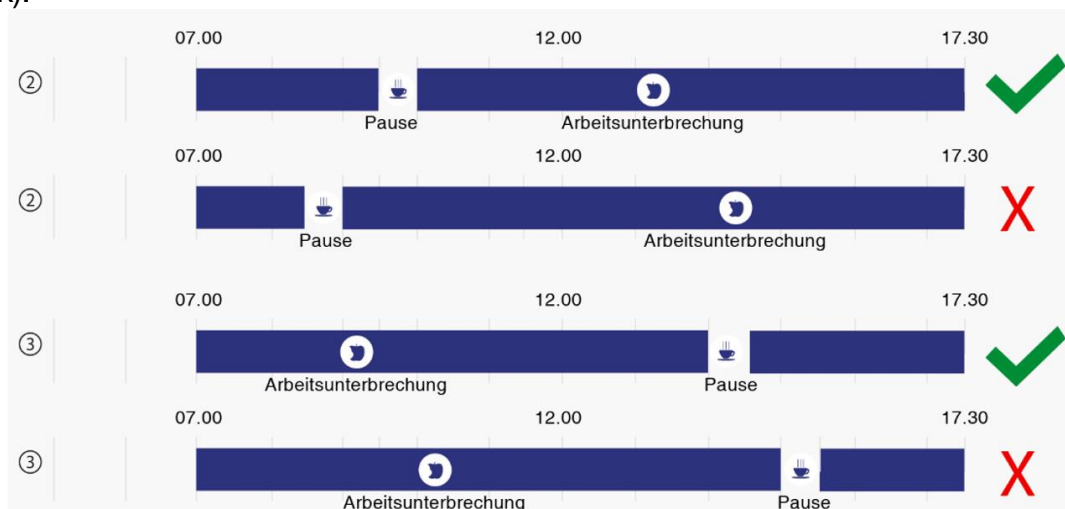 07.00 12.00 17.30
②
Pause Arbeitsunterbrechung
07.00 12.00 17.30
② X
Pause Arbeitsunterbrechung
07.00 12.00 17.30
③
Arbeitsunterbrechung Pause
07.00 12.00 17.30
③ X
Arbeitsunterbrechung Pause